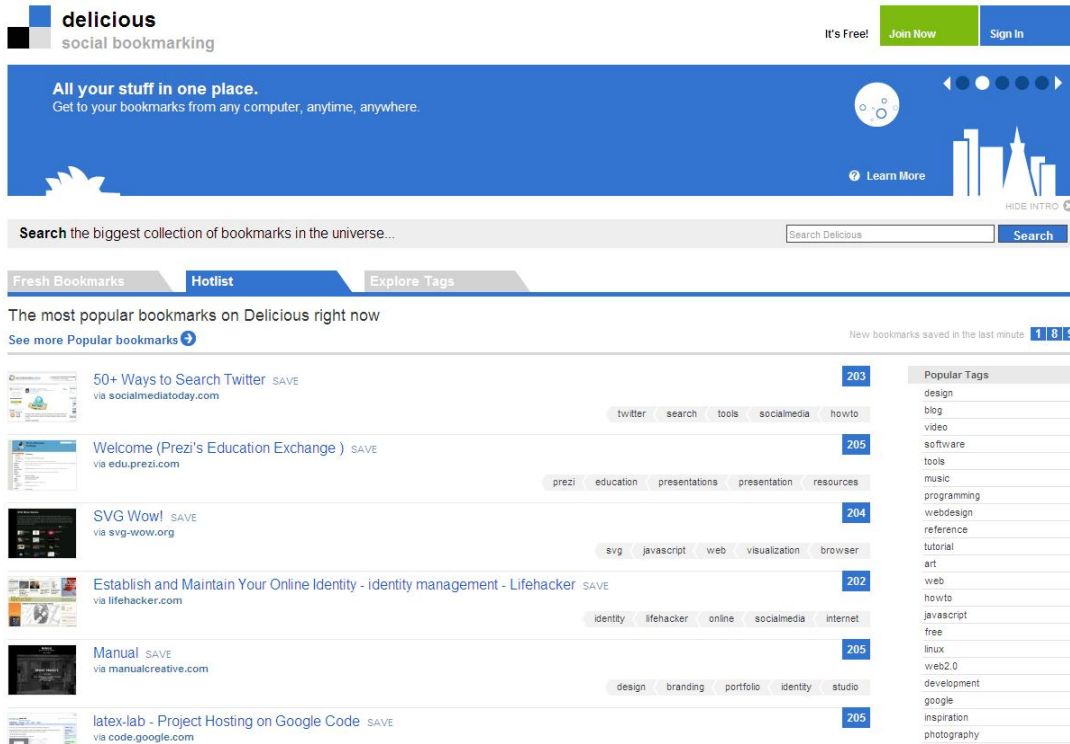 delicious
social bookmarking
It's Free!
Join Now
Sign In
All your stuff in one place.
Get to your bookmarks from any computer, anytime, anywhere.
Learn More
HIDE INTRO
Search the biggest collection of bookmarks in the universe...
Search Delicious
Search
Fresh Bookmarks
Hotlist
Explore Tags
The most popular bookmarks on Delicious right now
See more Popular bookmarks
New bookmarks saved in the last minute 1 8 9
50+ Ways to Search Twitter SAVE
203
via socialmediatoday.com
twitter search tools socialmedia howto
Welcome (Prezi's Education Exchange ) SAVE
205
via edu.prezi.com
prezi education presentations presentation resources
SVG Wow! SAVE
204
via svg-wow.org
svg javascript web visualization browser
Establish and Maintain Your Online Identity - identity management - Lifehacker SAVE
202
via lifehacker.com
identity lifehacker online socialmedia internet
Manual SAVE
205
via manualcreative.com
design branding portfolio identity studio
latex-lab - Project Hosting on Google Code SAVE
205
via code.google.com
Popular Tags
design
blog
video
software
tools
music
programming
webdesign
reference
tutorial
art
web
howto
javascript
free
linux
web2.0
development
google
inspiration
photography